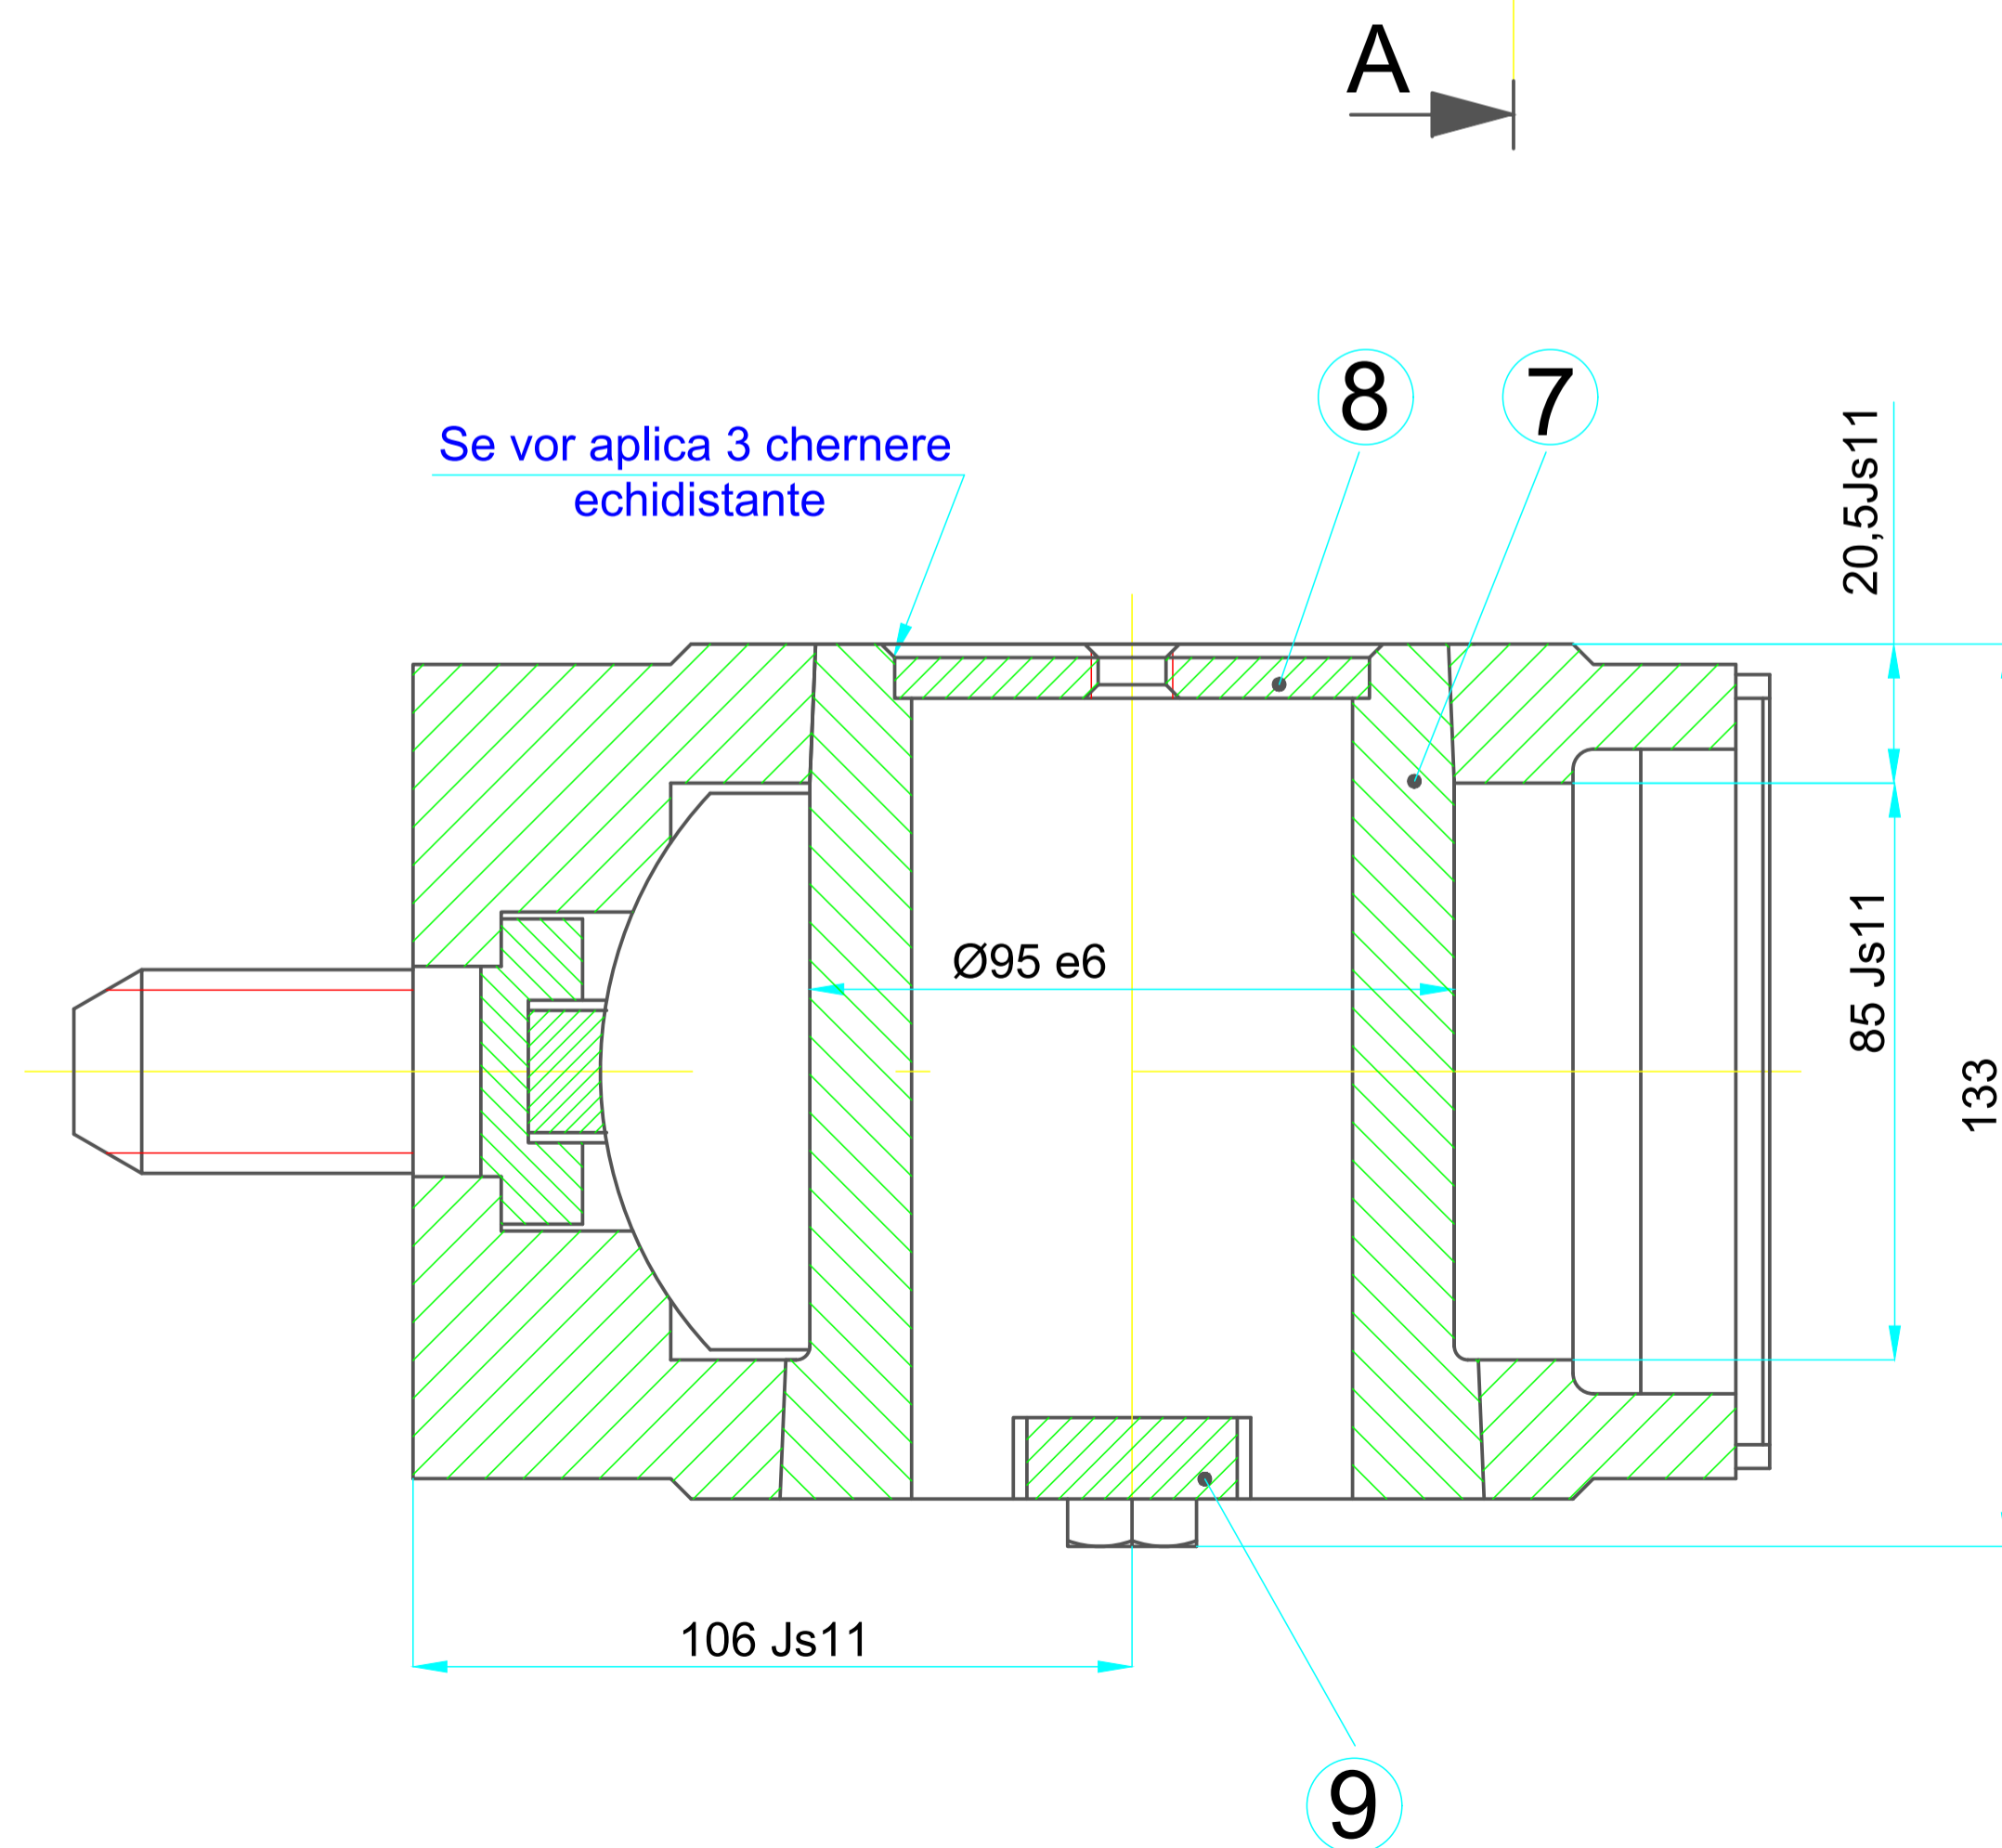 A
8
7
Se vor aplica 3 chernere
echidistante
20,5Js11
Ø95 e6
85 Js11
133
106 Js11
9